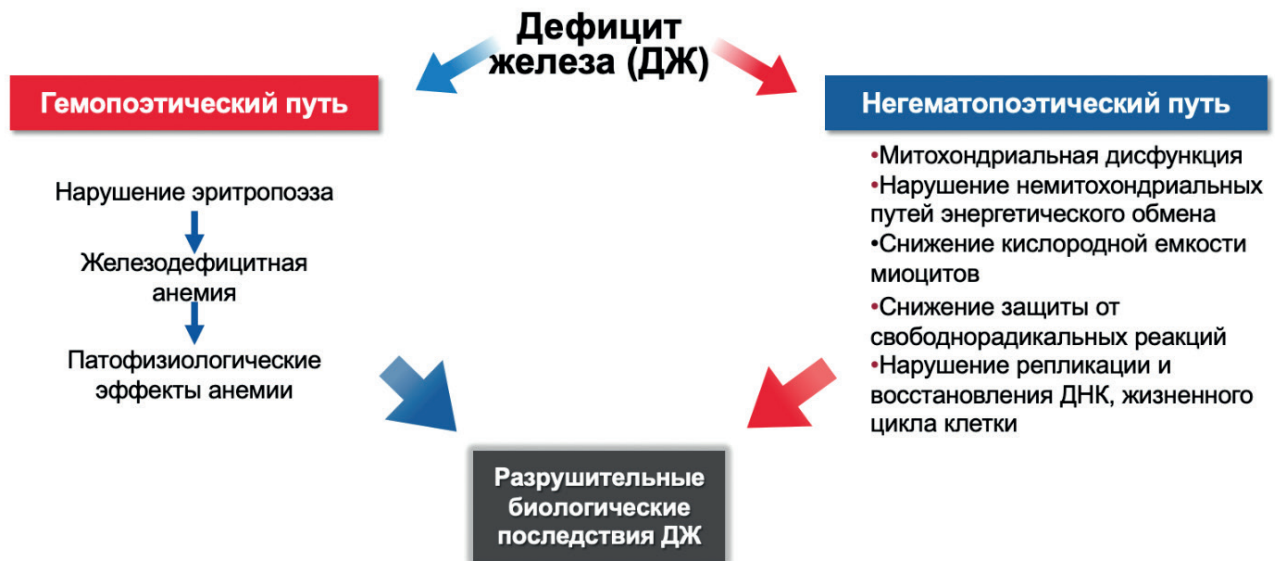 Дефицит
железа (ДЖ)
Гемопоэтический путь
Нарушение эритропоэза
Железодефицитная
анемия
Патофизиологические
эффекты анемии
Негематопоэтический путь
•Митохондриальная дисфункция
•Нарушение немитохондриальных
путей энергетического обмена
•Снижение кислородной емкости
миоцитов
•Снижение защиты от
свободнорадикальных реакций
•Нарушение репликации и
восстановления ДНК, жизненного
цикла клетки
Разрушительные
биологические
последствия ДЖ